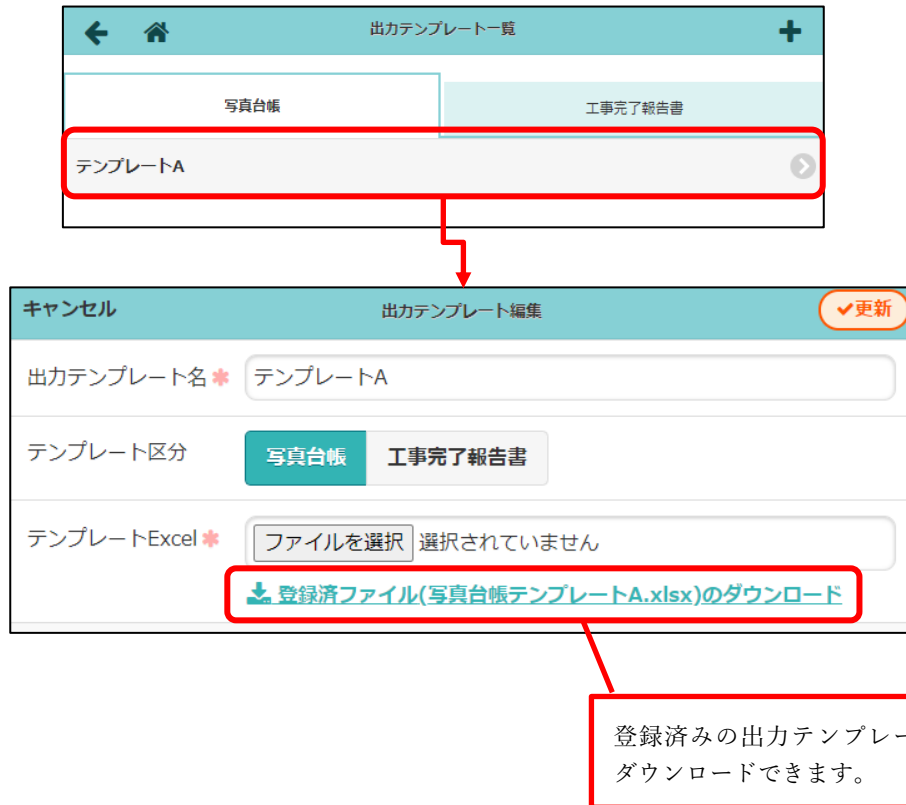 出力テンプレート一覧
写真台帳
工事完了報告書
テンプレートA
キャンセル
出力テンプレート編集
更新
出力テンプレート名
テンプレートA
テンプレート区分
写真台帳
工事完了報告書
テンプレートExcel
ファイルを選択 選択されていません
登録済ファイル(写真台帳テンプレートA.xlsx)のダウンロード
登録済みの出力テンプレー
ダウンロードできます。